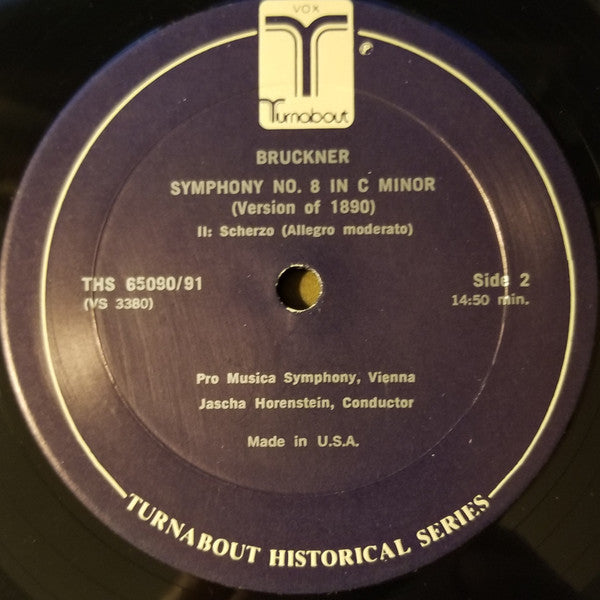 VOX
Turnabout
®
BRUCKNER
SYMPHONY NO. 8 IN C MINOR
(Version of 1890)
II: Scherzo (Allegro moderato)
THS 65090/91
(VS 3380)
Side 2
14:50 min.
Pro Musica Symphony, Vienna
Jascha Horenstein, Conductor
Made in U.S.A.
TURNABOUT HISTORICAL SERIES